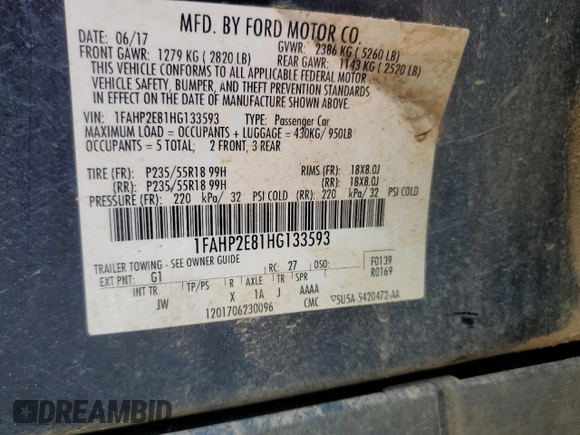 MFD. BY FORD MOTOR CO.
DATE: 06/17 GVWR: 2386 KG (5260 LB)
FRONT GAWR: 1279 KG (2820 LB) REAR GAWR: 1143 KG (2520 LB)
THIS VEHICLE CONFORMS TO ALL APPLICABLE FEDERAL MOTOR
VEHICLE SAFETY, BUMPER, AND THEFT PREVENTION STANDARDS
IN EFFECT ON THE DATE OF MANUFACTURE SHOWN ABOVE.
VIN: 1FAHP2E81HG133593 TYPE: Passenger Car
MAXIMUM LOAD = OCCUPANTS + LUGGAGE = 430KG/ 950LB
OCCUPANTS = 5 TOTAL; 2 FRONT, 3 REAR
TIRE (FR): P235/55R18 99H RIMS (FR): 18X8.0J
(RR): P235/55R18 99H (RR): 18X8.0J
PRESSURE (FR): 220 kPa/ 32 PSI COLD (RR): 220 kPa/ 32 PSI COLD
1FAHP2E81HG133593
TRAILER TOWING - SEE OWNER GUIDE
EXT PNT: G1 RC: 27 DSO: F0139
INT TR TP/PS R AXLE TR SPR R0169
JW X 1A J AAAA
1201706230096 CMC ▽5U5A-5420472-AA
DREAMBID